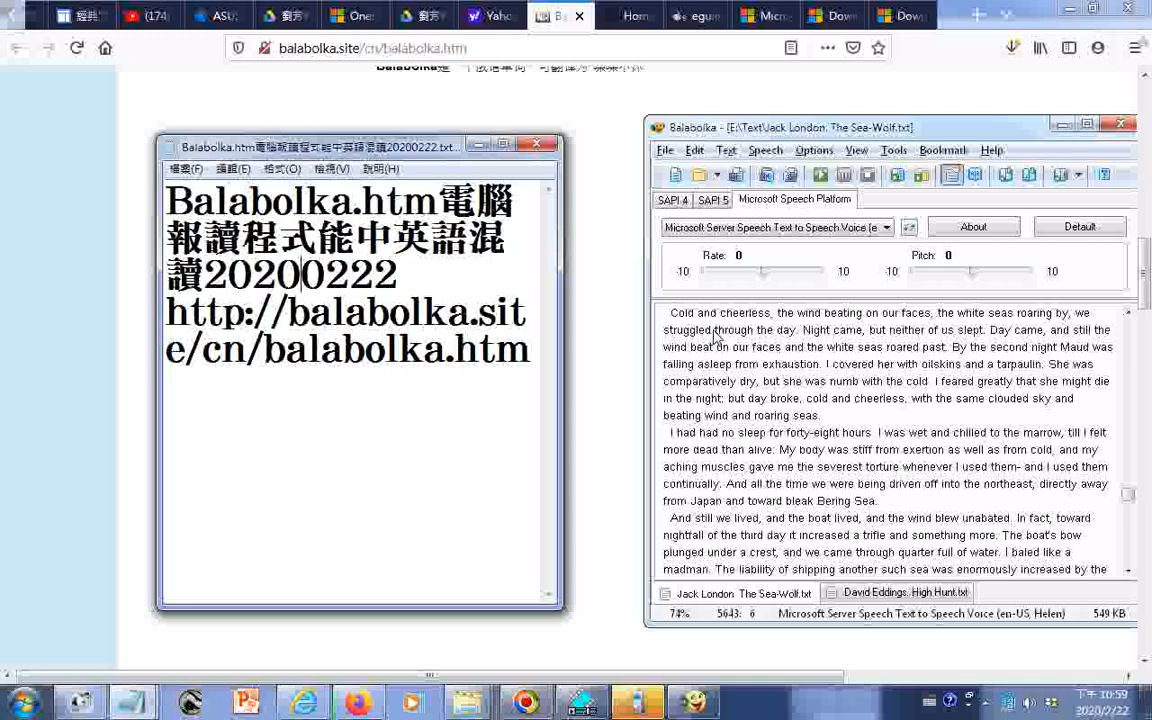 經典
(174
ASU
劉方
One
劉方
Yaho
Ba
Hom
egum
Micro
Down
Down
balabolka.site/cn/balabolka.htm
Balabolka.htm電腦報讀程式能中英語混讀20200222.txt...
檔案(F) 編輯(E) 格式(O) 檢視(V) 說明(H)
Balabolka.htm電腦
報讀程式能中英語混
讀20200222
http://balabolka.sit
e/cn/balabolka.htm
Balabolka - [E:\Text\Jack London. The Sea-Wolf.txt]
File Edit Text Speech Options View Tools Bookmark Help
SAPI 4 SAPI 5 Microsoft Speech Platform
Microsoft Server Speech Text to Speech Voice (e About Default
Rate: 0 Pitch: 0
-10 10 -10 10
Cold and cheerless, the wind beating on our faces, the white seas roaring by, we
struggled through the day. Night came, but neither of us slept. Day came, and still the
wind beat on our faces and the white seas roared past. By the second night Maud was
falling asleep from exhaustion. I covered her with oilskins and a tarpaulin. She was
comparatively dry, but she was numb with the cold. I feared greatly that she might die
in the night; but day broke, cold and cheerless, with the same clouded sky and
beating wind and roaring seas.
I had had no sleep for forty-eight hours. I was wet and chilled to the marrow, till I felt
more dead than alive. My body was stiff from exertion as well as from cold, and my
aching muscles gave me the severest torture whenever I used them- and I used them
continually. And all the time we were being driven off into the northeast, directly away
from Japan and toward bleak Bering Sea.
And still we lived, and the boat lived, and the wind blew unabated. In fact, toward
nightfall of the third day it increased a trifle and something more. The boat's bow
plunged under a crest, and we came through quarter full of water. I baled like a
madman. The liability of shipping another such sea was enormously increased by the
Jack London. The Sea-Wolf.txt David Eddings. High Hunt.txt
74% 5643: 6 Microsoft Server Speech Text to Speech Voice (en-US, Helen) 549 KB
下午 10:59
2020/2/22